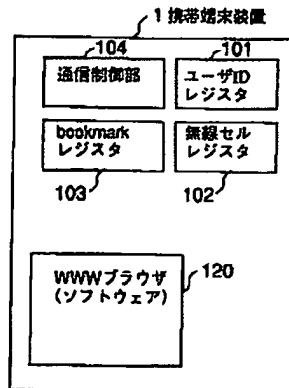 1 携帯端末装置
104
101
通信制御部
ユーザID
レジスタ
bookmark
レジスタ
無線セル
レジスタ
103
102
120
WWWブラウザ
(ソフトウェア)